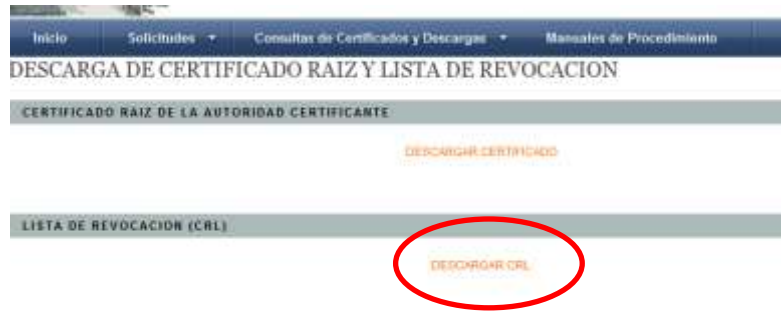 Inicio Solicitudes Consultas de Certificados y Descargas Manuales de Procedimiento
DESCARGA DE CERTIFICADO RAIZ Y LISTA DE REVOCACION
CERTIFICADO RAIZ DE LA AUTORIDAD CERTIFICANTE
DESCARGAR CERTIFICADO
LISTA DE REVOCACION (CRL)
DESCARGAR CRL